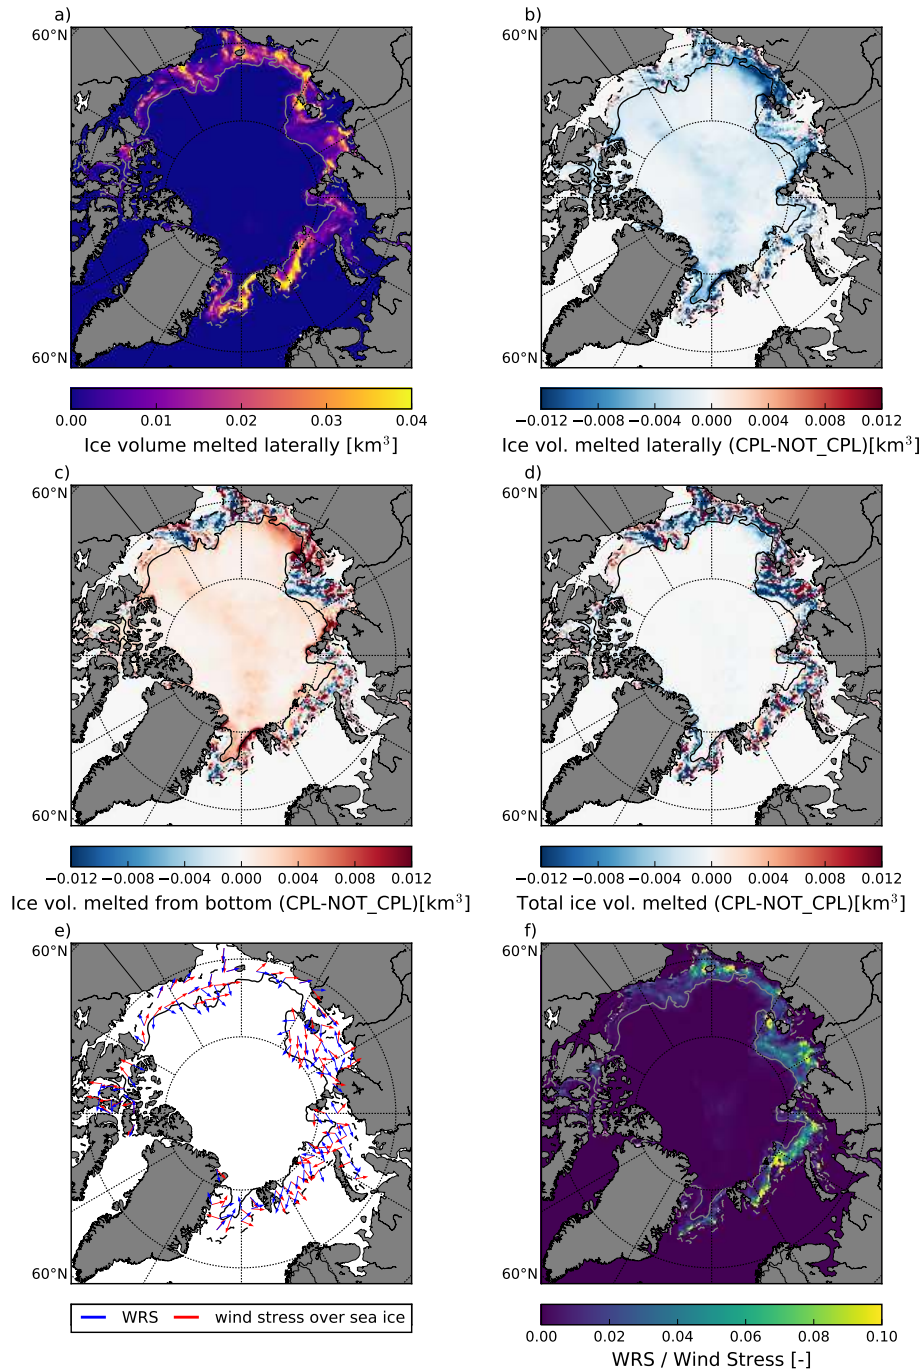 a)
b)
60°N
60°N
60°N
60°N
0.00 0.01 0.02 0.03 0.04
−0.012 −0.008 −0.004 0.000 0.004 0.008 0.012
Ice volume melted laterally [km³]
Ice vol. melted laterally (CPL-NOT_CPL)[km³]
c)
d)
60°N
60°N
60°N
60°N
−0.012 −0.008 −0.004 0.000 0.004 0.008 0.012
−0.012 −0.008 −0.004 0.000 0.004 0.008 0.012
Ice vol. melted from bottom (CPL-NOT_CPL)[km³]
Total ice vol. melted (CPL-NOT_CPL)[km³]
e)
f)
60°N
60°N
60°N
60°N
WRS wind stress over sea ice
0.00 0.02 0.04 0.06 0.08 0.10
WRS / Wind Stress [-]